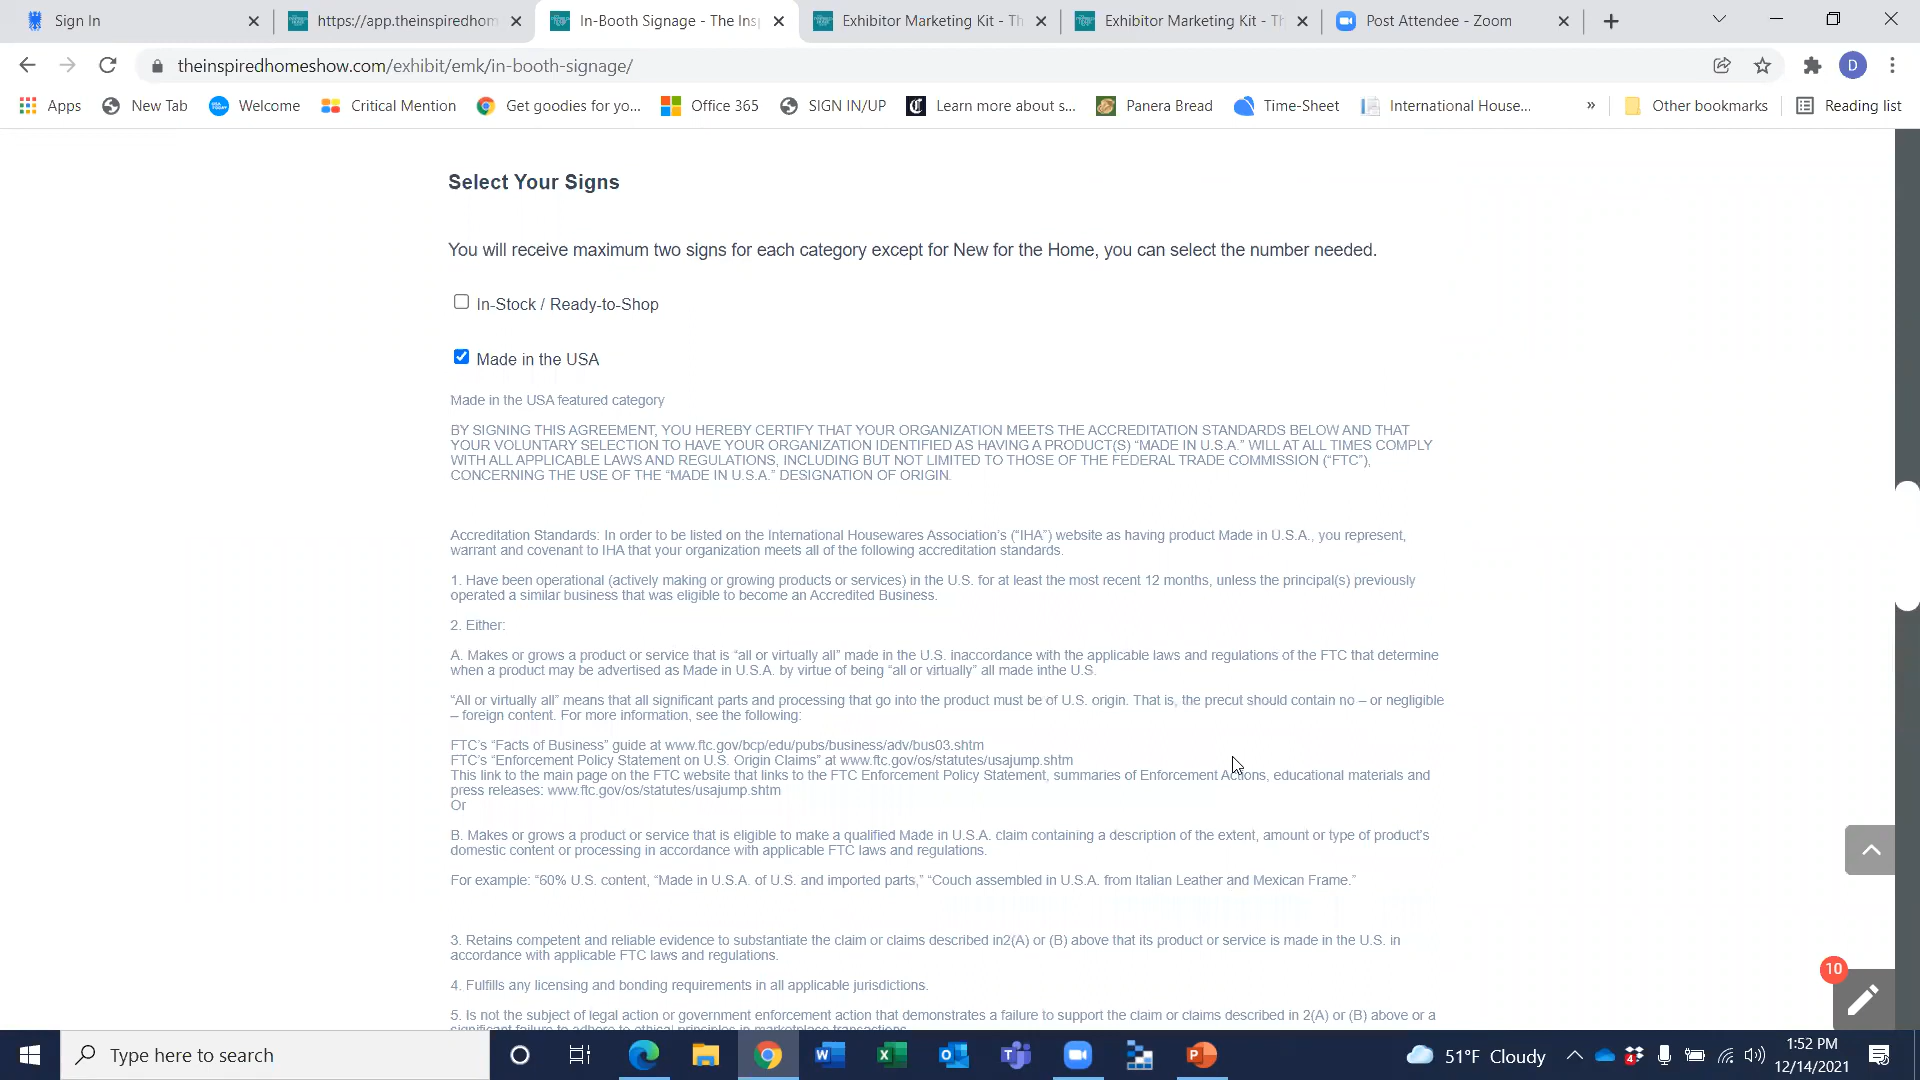 Sign In
https://app.theinspiredhom
In-Booth Signage - The Ins
Exhibitor Marketing Kit - Th
Exhibitor Marketing Kit - Th
Post Attendee - Zoom
theinspiredhomeshow.com/exhibit/emk/in-booth-signage/
D
Apps
New Tab
Welcome
Critical Mention
Get goodies for yo...
Office 365
SIGN IN/UP
Learn more about s...
Panera Bread
Time-Sheet
International House...
»
Other bookmarks
Reading list
Select Your Signs
You will receive maximum two signs for each category except for New for the Home, you can select the number needed.
In-Stock / Ready-to-Shop
Made in the USA
Made in the USA featured category
BY SIGNING THIS AGREEMENT, YOU HEREBY CERTIFY THAT YOUR ORGANIZATION MEETS THE ACCREDITATION STANDARDS BELOW AND THAT
YOUR VOLUNTARY SELECTION TO HAVE YOUR ORGANIZATION IDENTIFIED AS HAVING A PRODUCT(S) “MADE IN U.S.A.” WILL AT ALL TIMES COMPLY
WITH ALL APPLICABLE LAWS AND REGULATIONS, INCLUDING BUT NOT LIMITED TO THOSE OF THE FEDERAL TRADE COMMISSION (“FTC”),
CONCERNING THE USE OF THE “MADE IN U.S.A.” DESIGNATION OF ORIGIN.
Accreditation Standards: In order to be listed on the International Housewares Association’s (“IHA”) website as having product Made in U.S.A., you represent,
warrant and covenant to IHA that your organization meets all of the following accreditation standards.
1. Have been operational (actively making or growing products or services) in the U.S. for at least the most recent 12 months, unless the principal(s) previously
operated a similar business that was eligible to become an Accredited Business.
2. Either:
A. Makes or grows a product or service that is “all or virtually all” made in the U.S. inaccordance with the applicable laws and regulations of the FTC that determine
when a product may be advertised as Made in U.S.A. by virtue of being “all or virtually” all made inthe U.S.
“All or virtually all” means that all significant parts and processing that go into the product must be of U.S. origin. That is, the precut should contain no – or negligible
– foreign content. For more information, see the following:
FTC’s “Facts of Business” guide at www.ftc.gov/bcp/edu/pubs/business/adv/bus03.shtm
FTC’s “Enforcement Policy Statement on U.S. Origin Claims” at www.ftc.gov/os/statutes/usajump.shtm
This link to the main page on the FTC website that links to the FTC Enforcement Policy Statement, summaries of Enforcement Actions, educational materials and
press releases: www.ftc.gov/os/statutes/usajump.shtm
Or
B. Makes or grows a product or service that is eligible to make a qualified Made in U.S.A. claim containing a description of the extent, amount or type of product’s
domestic content or processing in accordance with applicable FTC laws and regulations.
For example: “60% U.S. content, “Made in U.S.A. of U.S. and imported parts,” “Couch assembled in U.S.A. from Italian Leather and Mexican Frame.”
3. Retains competent and reliable evidence to substantiate the claim or claims described in2(A) or (B) above that its product or service is made in the U.S. in
accordance with applicable FTC laws and regulations.
4. Fulfills any licensing and bonding requirements in all applicable jurisdictions.
5. Is not the subject of legal action or government enforcement action that demonstrates a failure to support the claim or claims described in 2(A) or (B) above or a
significant failure to adhere to ethical principles in marketplace transactions.
10
Type here to search
51°F Cloudy
4
1:52 PM
12/14/2021